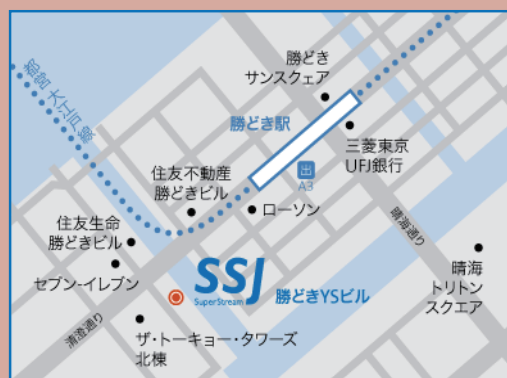 勝どき
サンスクェア
都営大江戸線
勝どき駅
三菱東京
UFJ銀行
出
A3
住友不動産
勝どきビル
ローソン
晴海通り
住友生命
勝どきビル
セブン-イレブン
SSJ
SuperStream
勝どきYSビル
晴海
トリトン
スクエア
清澄通り
ザ・トーキョー・タワーズ
北棟